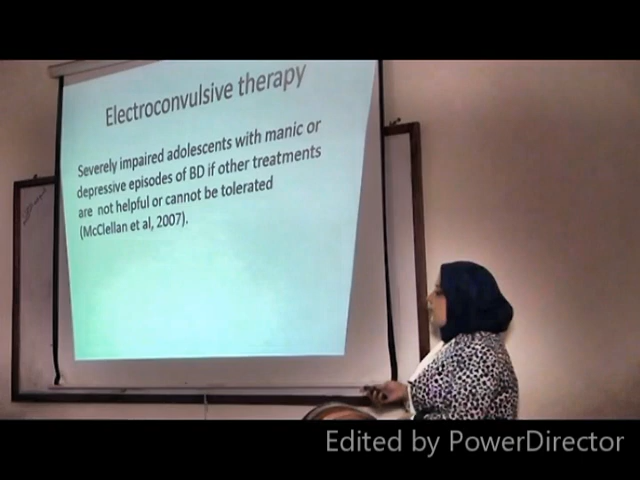 Electroconvulsive therapy
Severely impaired adolescents with manic or
depressive episodes of BD if other treatments
are not helpful or cannot be tolerated
(McClellan et al, 2007).
Edited by PowerDirector